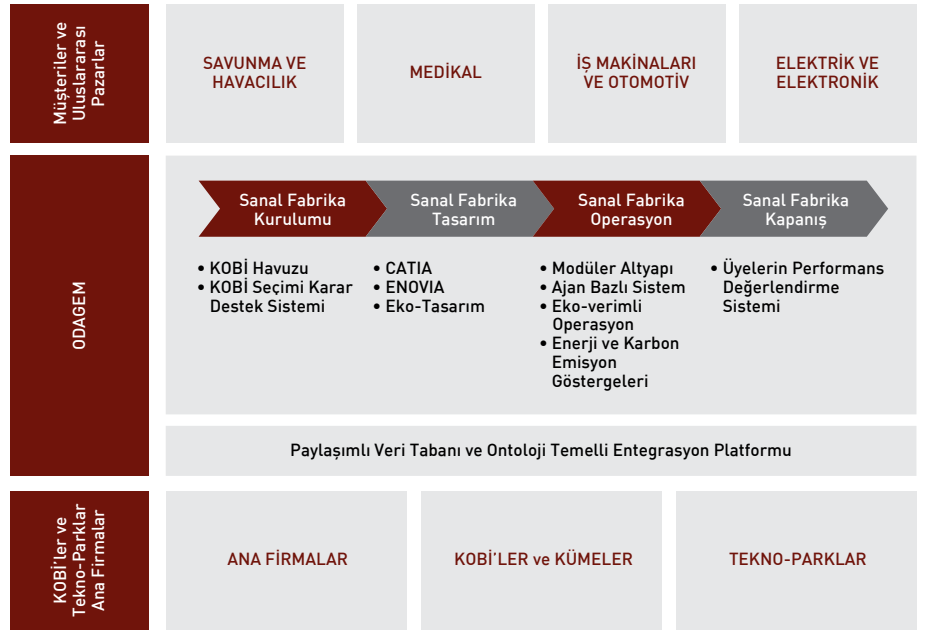 Müşteriler ve
Uluslararası
Pazarlar
SAVUNMA VE
HAVACILIK
MEDİKAL
İŞ MAKİNALARI
VE OTOMOTİV
ELEKTRİK VE
ELEKTRONİK
ODAGEM
Sanal Fabrika
Kurulumu
Sanal Fabrika
Tasarım
Sanal Fabrika
Operasyon
Sanal Fabrika
Kapanış
• KOBİ Havuzu
• KOBİ Seçimi Karar
Destek Sistemi
• CATIA
• ENOVIA
• Eko-Tasarım
• Modüler Altyapı
• Ajan Bazlı Sistem
• Eko-verimli
Operasyon
• Enerji ve Karbon
Emisyon
Göstergeleri
• Üyelerin Performans
Değerlendirme
Sistemi
Paylaşımlı Veri Tabanı ve Ontoloji Temelli Entegrasyon Platformu
KOBİ'ler ve
Tekno-Parklar
Ana Firmalar
ANA FİRMALAR
KOBİ'LER ve KÜMELER
TEKNO-PARKLAR